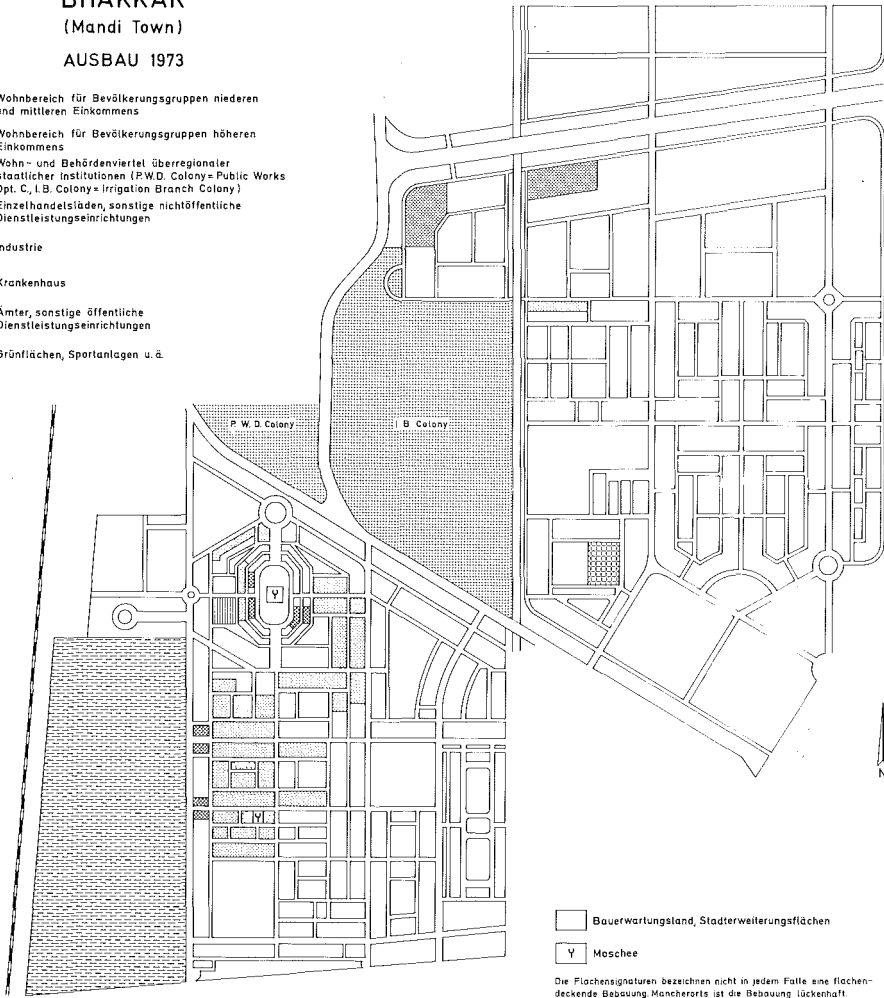 BHAKKAR
(Mandi Town)
AUSBAU 1973
Wohnbereich für Bevölkerungsgruppen niederen
und mittleren Einkommens
Wohnbereich für Bevölkerungsgruppen höheren
Einkommens
Wohn- und Behördenviertel überregionaler
staatlicher Institutionen (P.W.D. Colony = Public Works
Dpt. C., I.B. Colony = Irrigation Branch Colony)
Einzelhandelsläden, sonstige nichtöffentliche
Dienstleistungseinrichtungen
Industrie
Krankenhaus
Ämter, sonstige öffentliche
Dienstleistungseinrichtungen
Grünflächen, Sportanlagen u. ä.
P. W. D. Colony
I B Colony
Y
Y
N
Bauerwartungsland, Stadterweiterungsflächen
Y Moschee
Die Flächensignaturen bezeichnen nicht in jedem Falle eine flächen-
deckende Bebauung. Mancherorts ist die Bebauung lückenhaft.